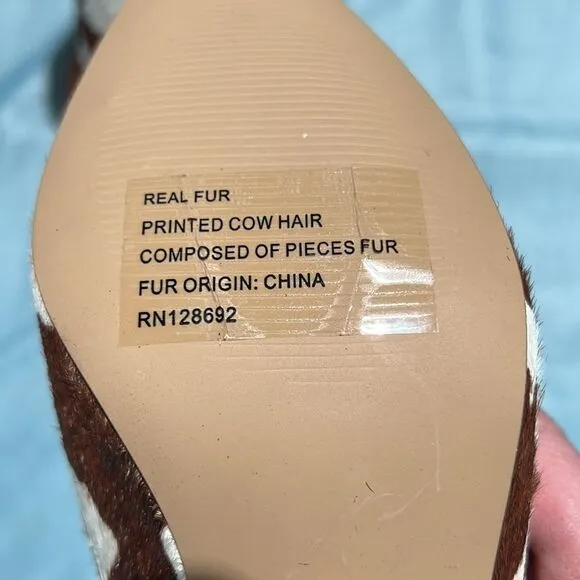 REAL FUR
PRINTED COW HAIR
COMPOSED OF PIECES FUR
FUR ORIGIN: CHINA
RN128692